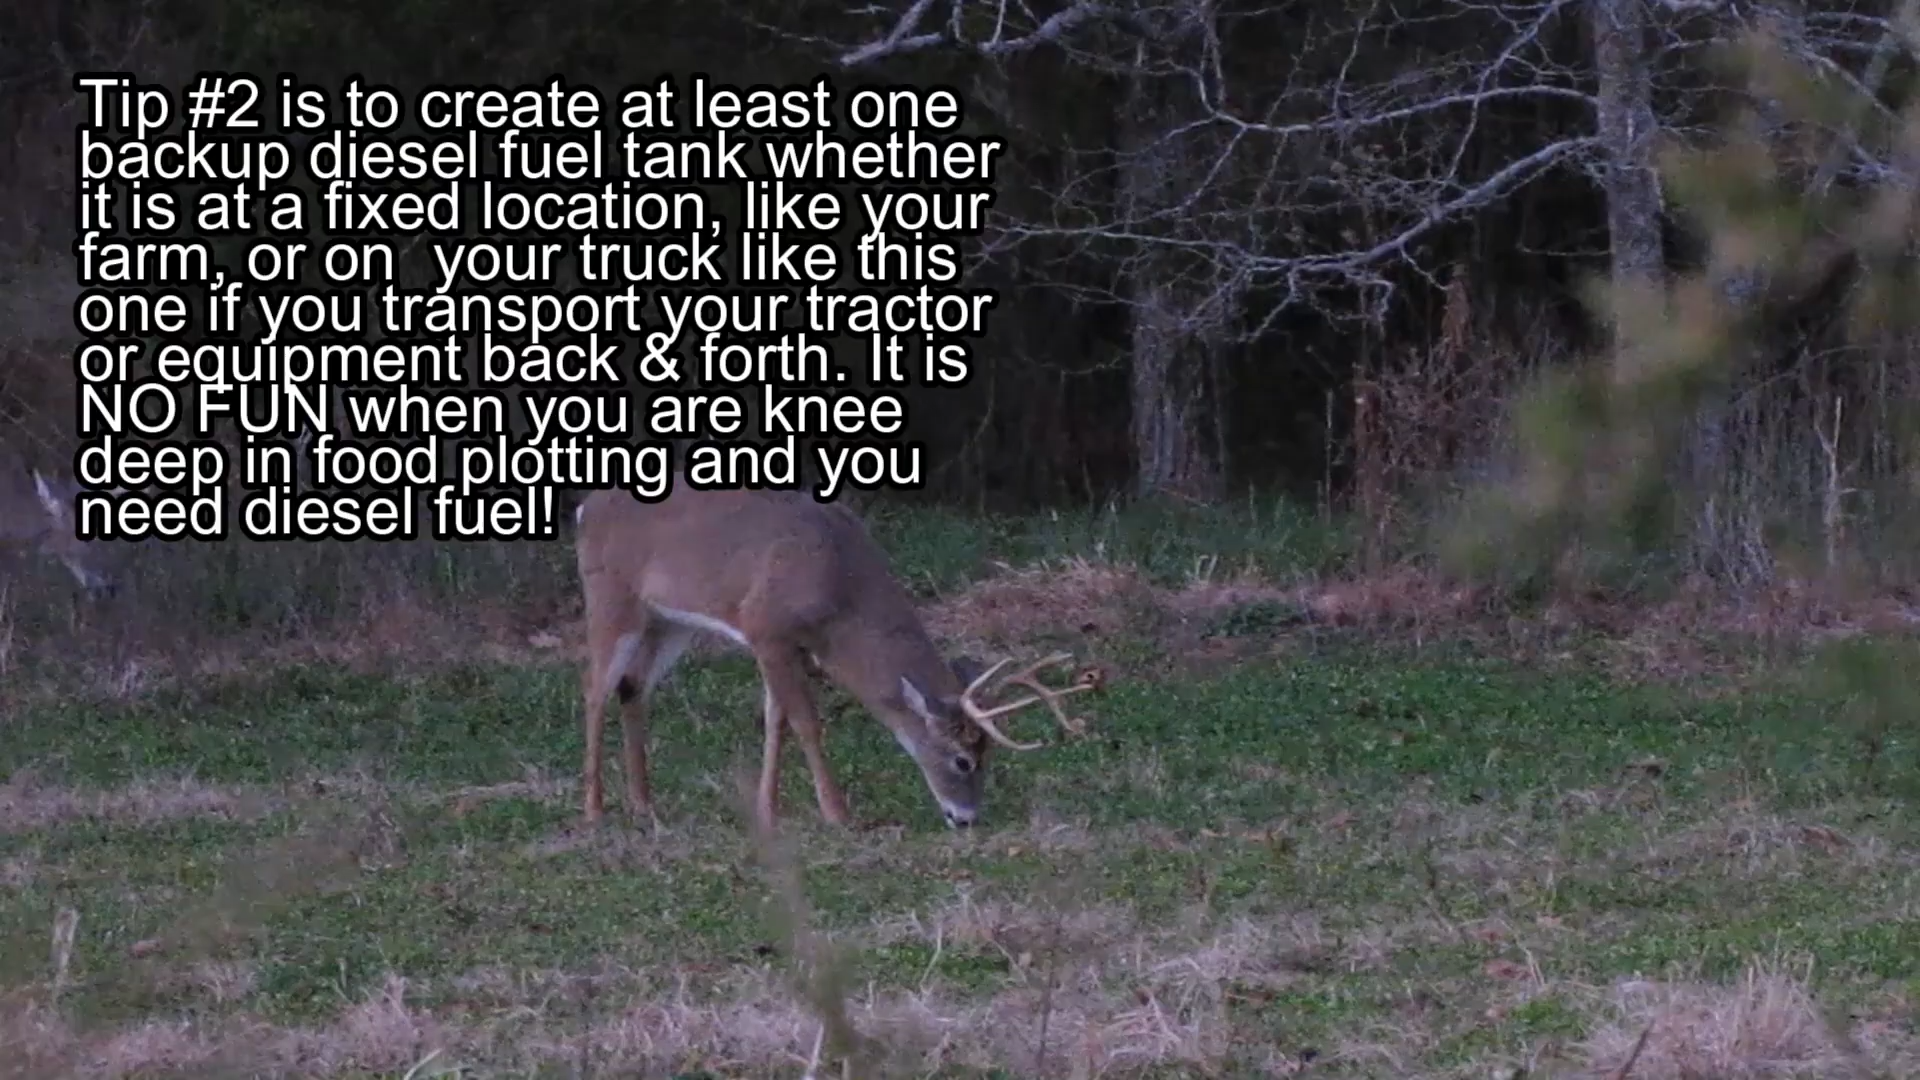 Tip #2 is to create at least one
backup diesel fuel tank whether
it is at a fixed location, like your
farm, or on  your truck like this
one if you transport your tractor
or equipment back & forth. It is
NO FUN when you are knee
deep in food plotting and you
need diesel fuel!